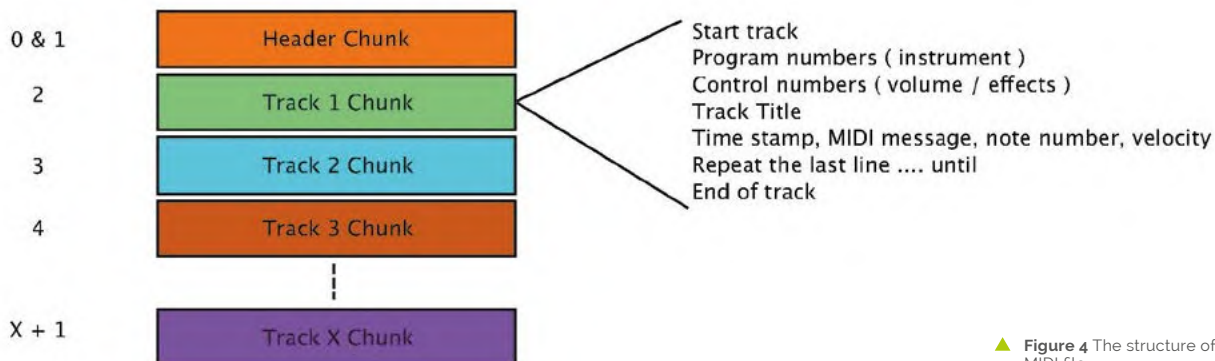 0 & 1
Header Chunk
2
Track 1 Chunk
3
Track 2 Chunk
4
Track 3 Chunk
X + 1
Track X Chunk
Start track
Program numbers ( instrument )
Control numbers ( volume / effects )
Track Title
Time stamp, MIDI message, note number, velocity
Repeat the last line .... until
End of track
Figure 4 The structure of